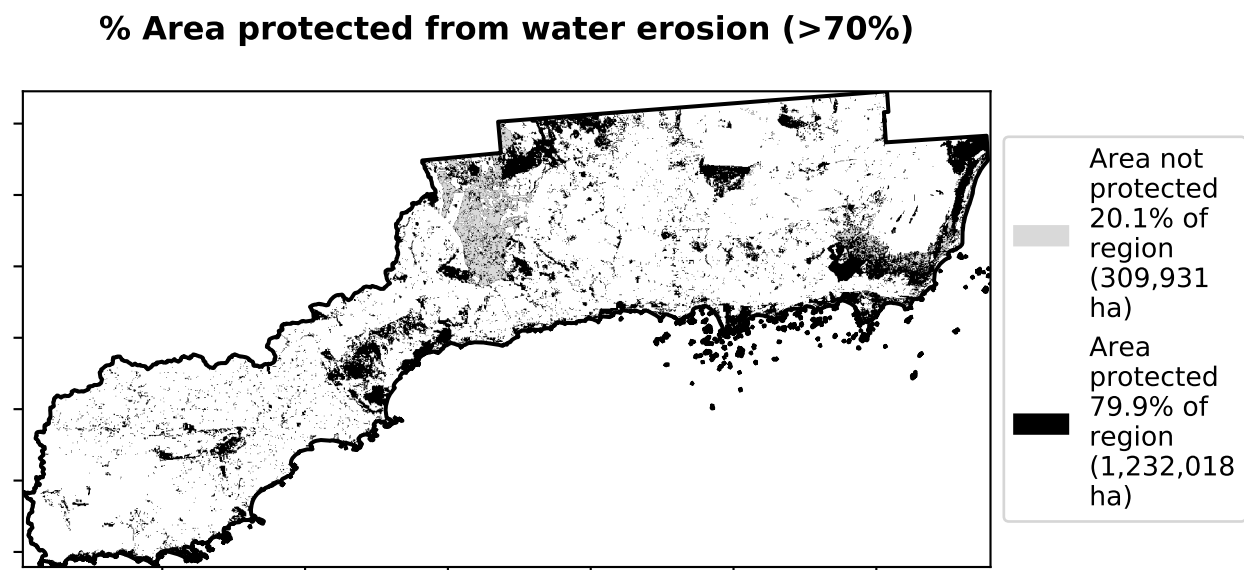 % Area protected from water erosion (>70%)
Area not
protected
20.1% of
region
(309,931
ha)
Area
protected
79.9% of
region
(1,232,018
ha)